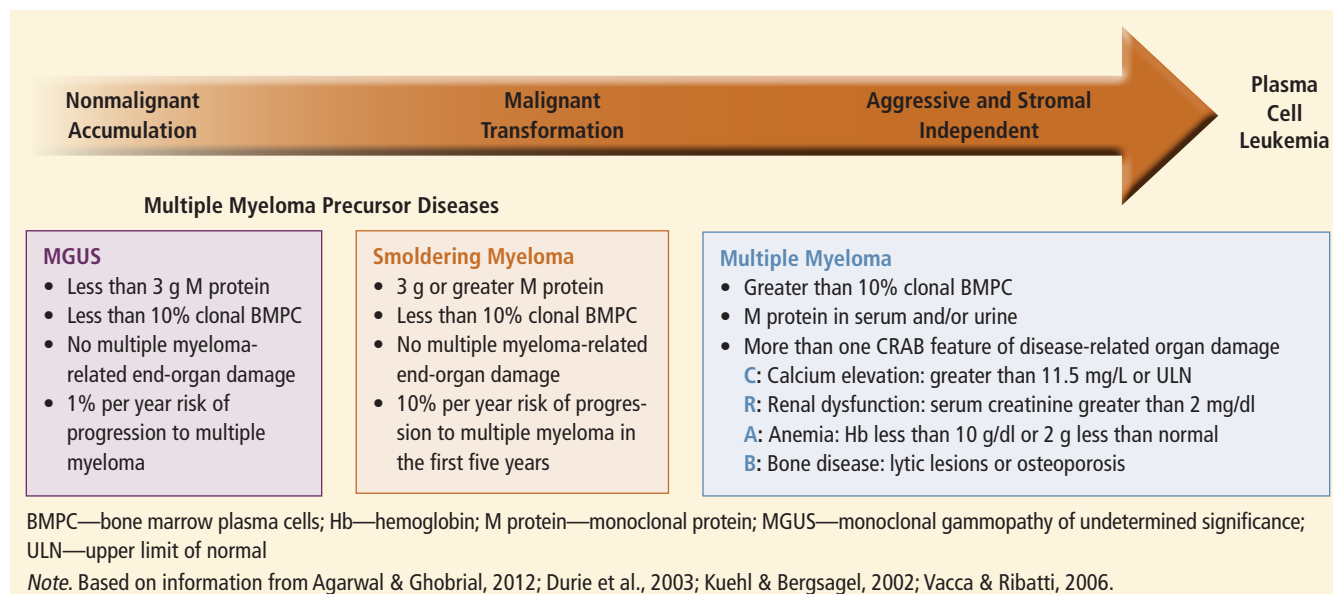 Nonmalignant
Accumulation
Malignant
Transformation
Aggressive and Stromal
Independent
Plasma
Cell
Leukemia
Multiple Myeloma Precursor Diseases
MGUS
• Less than 3 g M protein
• Less than 10% clonal BMPC
• No multiple myeloma-
related end-organ damage
• 1% per year risk of
progression to multiple
myeloma
Smoldering Myeloma
• 3 g or greater M protein
• Less than 10% clonal BMPC
• No multiple myeloma-related
end-organ damage
• 10% per year risk of progres-
sion to multiple myeloma in
the first five years
Multiple Myeloma
• Greater than 10% clonal BMPC
• M protein in serum and/or urine
• More than one CRAB feature of disease-related organ damage
C: Calcium elevation: greater than 11.5 mg/L or ULN
R: Renal dysfunction: serum creatinine greater than 2 mg/dl
A: Anemia: Hb less than 10 g/dl or 2 g less than normal
B: Bone disease: lytic lesions or osteoporosis
BMPC—bone marrow plasma cells; Hb—hemoglobin; M protein—monoclonal protein; MGUS—monoclonal gammopathy of undetermined significance;
ULN—upper limit of normal
Note. Based on information from Agarwal & Ghobrial, 2012; Durie et al., 2003; Kuehl & Bergsagel, 2002; Vacca & Ribatti, 2006.